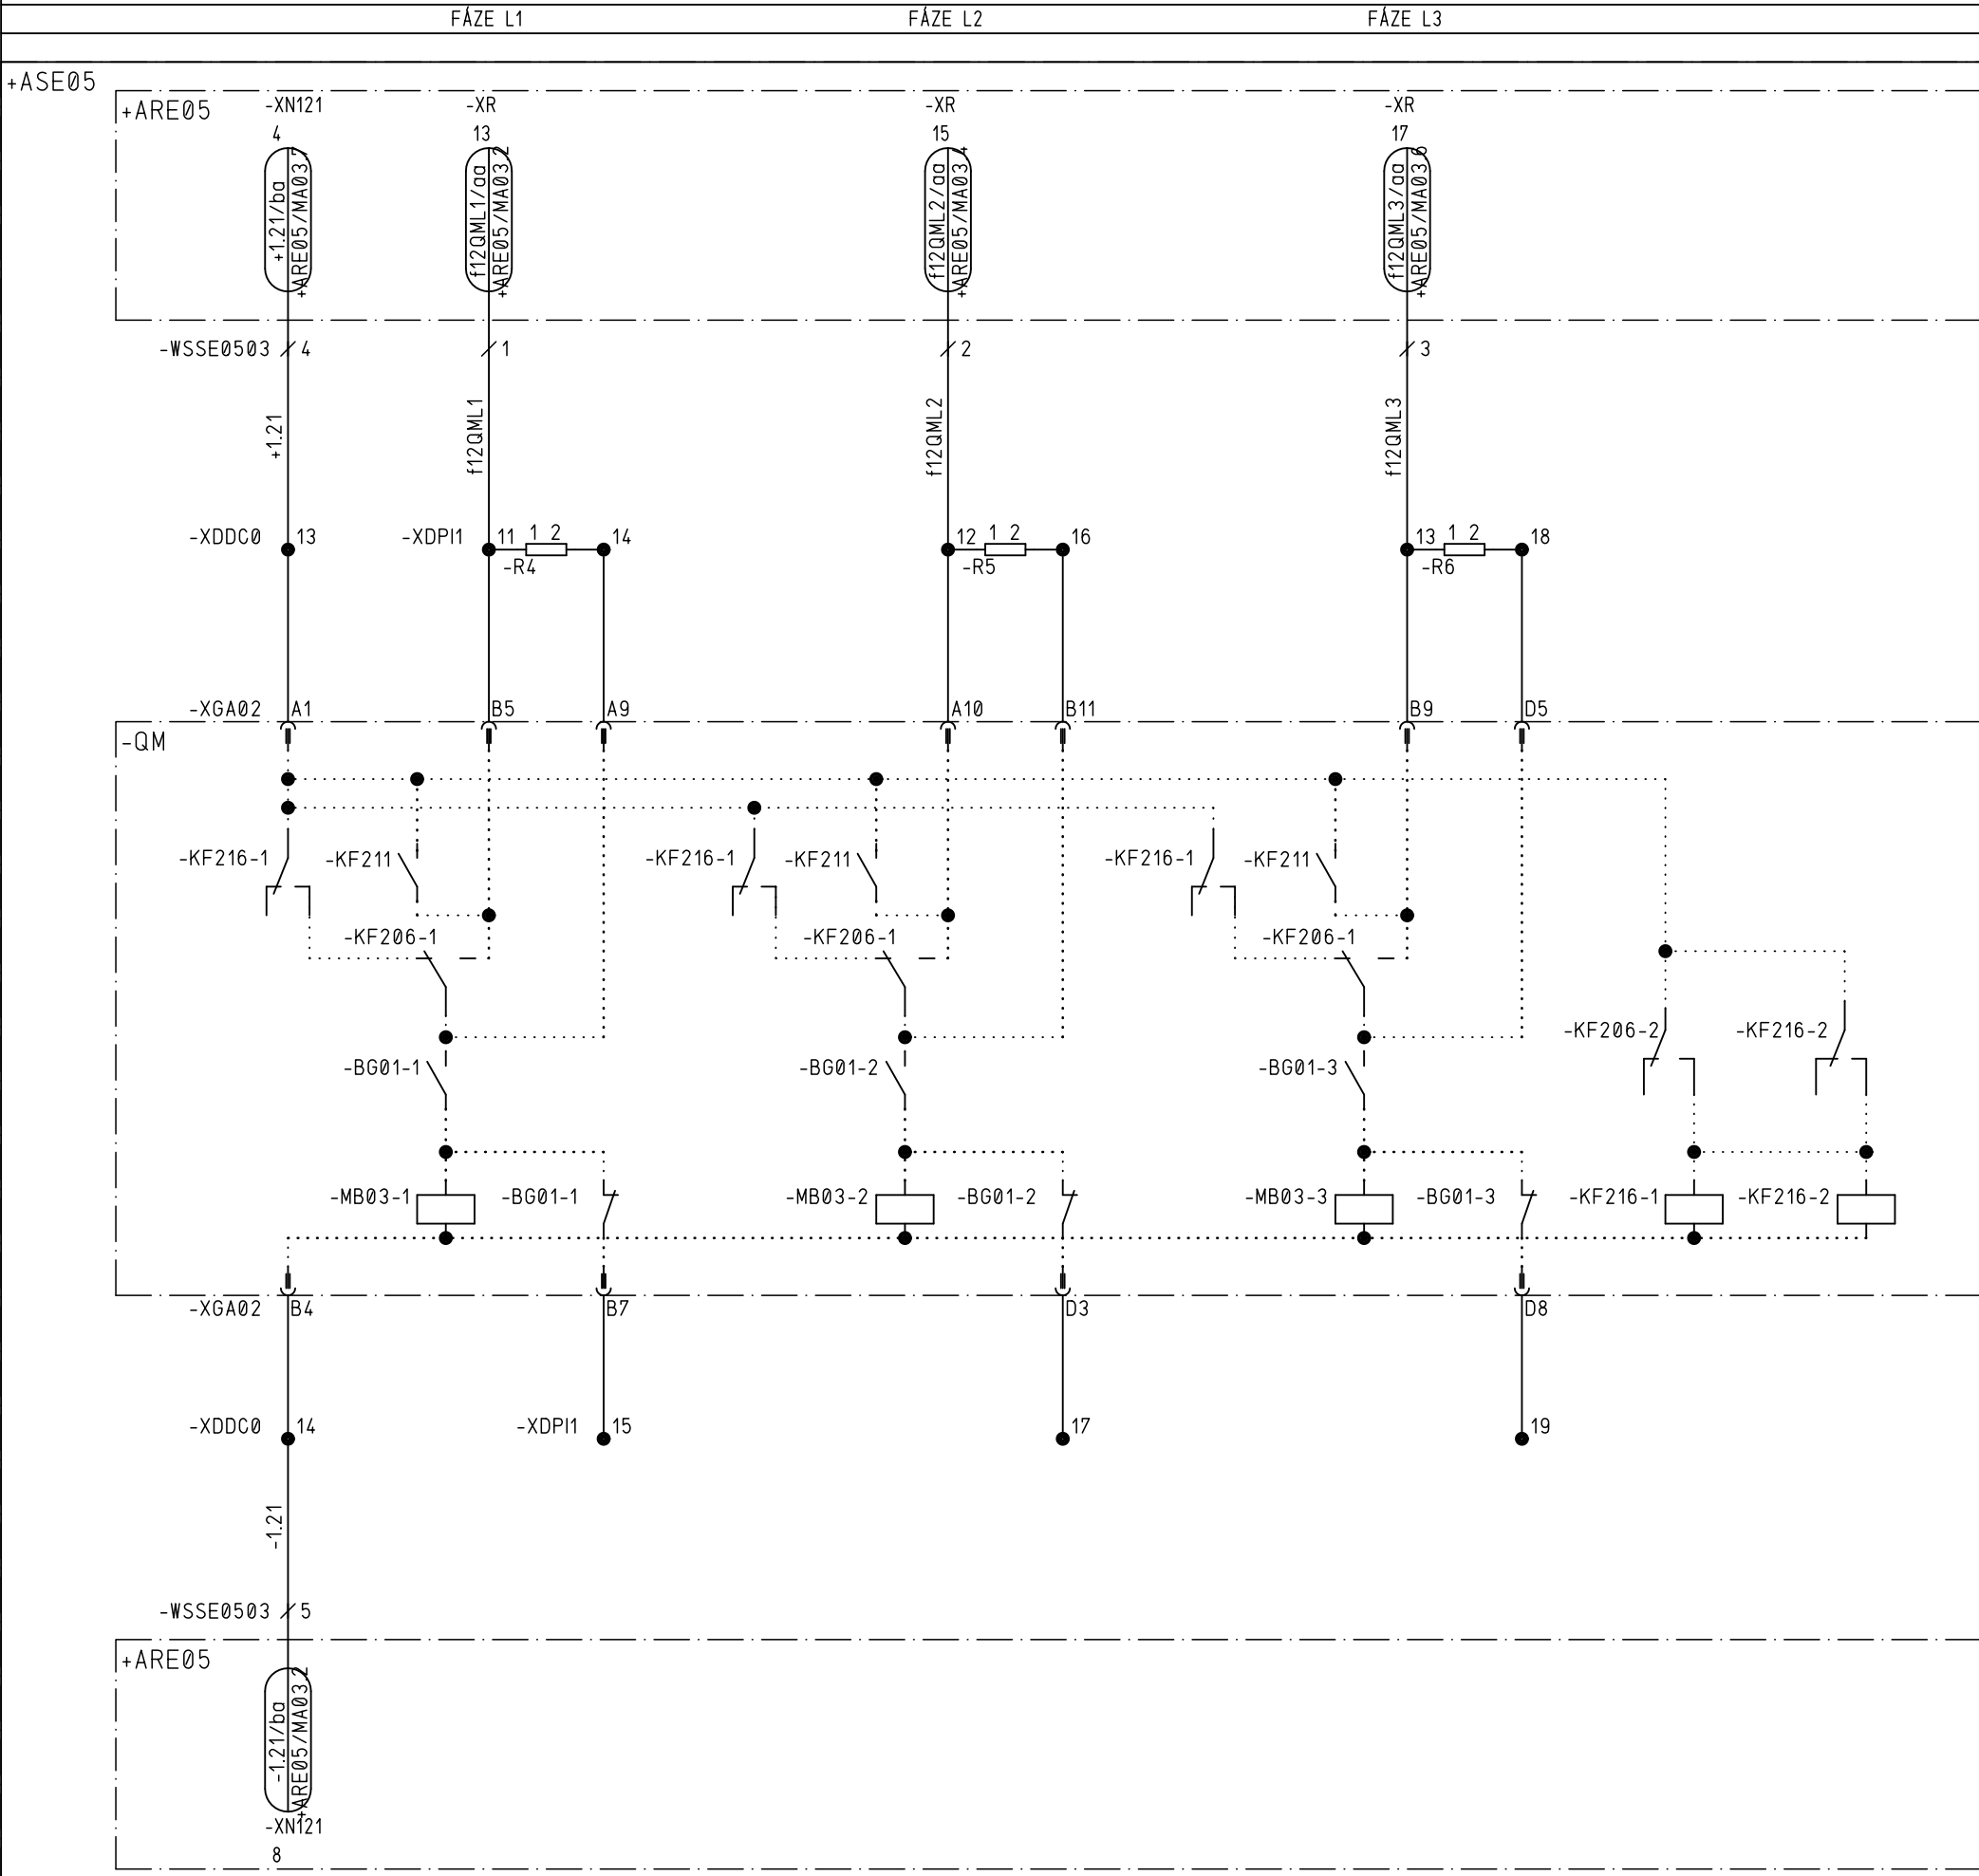 FÁZE L1 FÁZE L2 FÁZE L3
+ASE05
+ARE05 -XN121 -XR -XR -XR
4 13 15 17
+1.21/ba f12QML1/aa f12QML2/aa f12QML3/aa
+ARE05/MA03.2 +ARE05/MA03.4 +ARE05/MA03.6
-WSSE0503 4 1 2 3
+1.21 f12QML1 f12QML2 f12QML3
-XDDC0 13 -XDPI1 11 1 2 14 12 1 2 16 13 1 2 18
-R4 -R5 -R6
-XGA02 A1 B5 A9 A10 B11 B9 D5
-QM
-KF216-1 -KF211 -KF216-1 -KF211 -KF216-1 -KF211
-KF206-1 -KF206-1 -KF206-1
-KF206-2 -KF216-2
-BG01-1 -BG01-2 -BG01-3
-MB03-1 -BG01-1 -MB03-2 -BG01-2 -MB03-3 -BG01-3 -KF216-1 -KF216-2
-XGA02 B4 B7 D3 D8
-XDDC0 14 -XDPI1 15 17 19
-1.21
-WSSE0503 5
+ARE05
-1.21/ba
+ARE05/MA03.2
-XN121
8